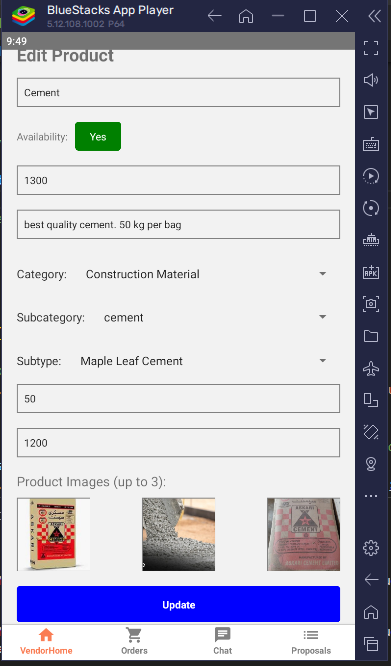 BlueStacks App Player
5.12.108.1002 P64
9:49
Edit Product
Cement
Availability: Yes
1300
best quality cement. 50 kg per bag
Category: Construction Material
Subcategory: cement
Subtype: Maple Leaf Cement
50
1200
Product Images (up to 3):
CEMENT
Update
VendorHome Orders Chat Proposals